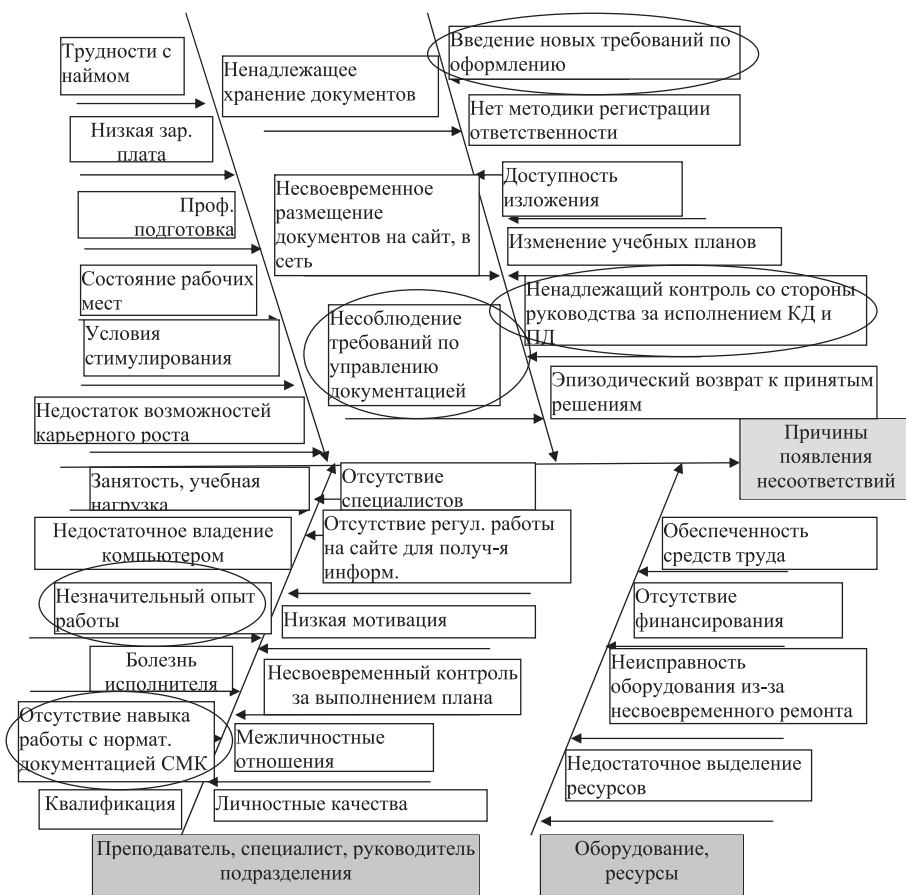 Трудности с
наймом
Низкая зар.
плата
Проф.
подготовка
Состояние рабочих
мест
Условия
стимулирования
Недостаток возможностей
карьерного роста
Ненадлежащее
хранение документов
Несвоевременное
размещение
документов на сайт, в
сеть
Несоблюдение
требований по
управлению
документацией
Введение новых требований по
оформлению
Нет методики регистрации
ответственности
Доступность
изложения
Изменение учебных планов
Ненадлежащий контроль со стороны
руководства за исполнением КД и
ПД
Эпизодический возврат к принятым
решениям
Причины
появления
несоответствий
Занятость, учебная
нагрузка
Недостаточное владение
компьютером
Незначительный опыт
работы
Болезнь
исполнителя
Отсутствие навыка
работы с нормат.
документацией СМК
Квалификация
Отсутствие
специалистов
Отсутствие регул. работы
на сайте для получ-я
информ.
Низкая мотивация
Несвоевременный контроль
за выполнением плана
Межличностные
отношения
Личностные качества
Обеспеченность
средств труда
Отсутствие
финансирования
Неисправность
оборудования из-за
несвоевременного ремонта
Недостаточное выделение
ресурсов
Преподаватель, специалист, руководитель
подразделения
Оборудование,
ресурсы